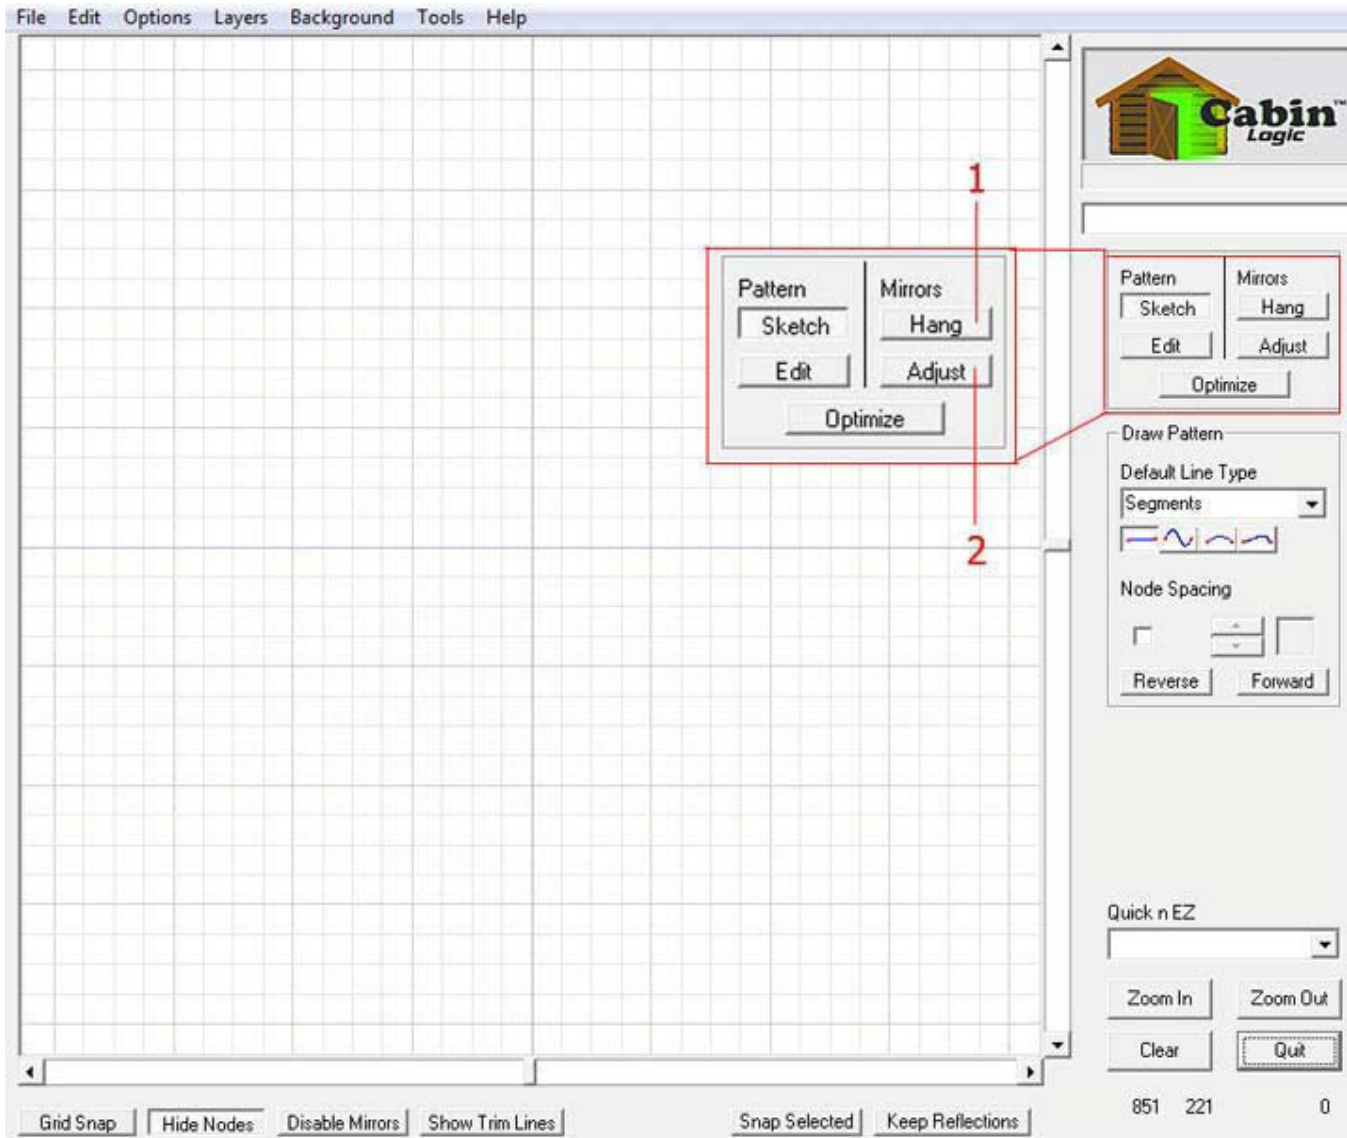 File Edit Options Layers Background Tools Help
Cabin™
Logic
1
Pattern Mirrors
Sketch Hang
Edit Adjust
Optimize
2
Pattern Mirrors
Sketch Hang
Edit Adjust
Optimize
Draw Pattern
Default Line Type
Segments
Node Spacing
Reverse Forward
Quick n EZ
Zoom In Zoom Out
Clear Quit
851 221 0
Grid Snap Hide Nodes Disable Mirrors Show Trim Lines Snap Selected Keep Reflections